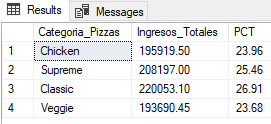 Results Messages
Categoria_Pizzas Ingresos_Totales PCT
1 Chicken 195919.50 23.96
2 Supreme 208197.00 25.46
3 Classic 220053.10 26.91
4 Veggie 193690.45 23.68